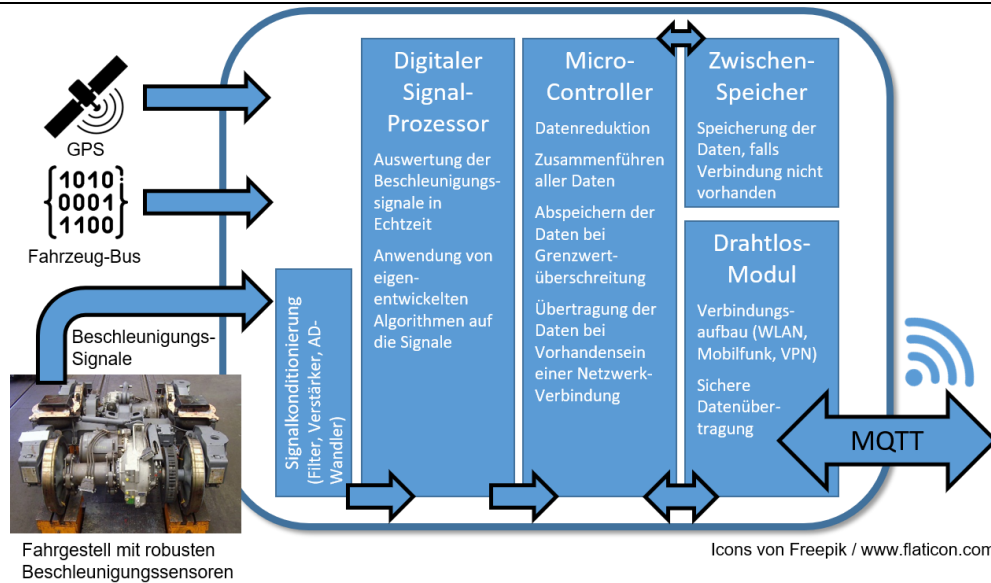 GPS
1010
0001
1100
Fahrzeug-Bus
Beschleunigungs-
Signale
Fahrgestell mit robusten
Beschleunigungssensoren
Signalkonditionierung
(Filter, Verstärker, AD-
Wandler)
Digitaler
Signal-
Prozessor
Auswertung der
Beschleunigungs-
signale in
Echtzeit
Anwendung von
eigen-
entwickelten
Algorithmen auf
die Signale
Micro-
Controller
Datenreduktion
Zusammenführen
aller Daten
Abspeichern der
Daten bei
Grenzwert-
überschreitung
Übertragung der
Daten bei
Vorhandensein
einer Netzwerk-
Verbindung
Zwischen-
Speicher
Speicherung der
Daten, falls
Verbindung nicht
vorhanden
Drahtlos-
Modul
Verbindungs-
aufbau (WLAN,
Mobilfunk, VPN)
Sichere
Datenüber-
tragung
MQTT
Icons von Freepik / www.flaticon.com